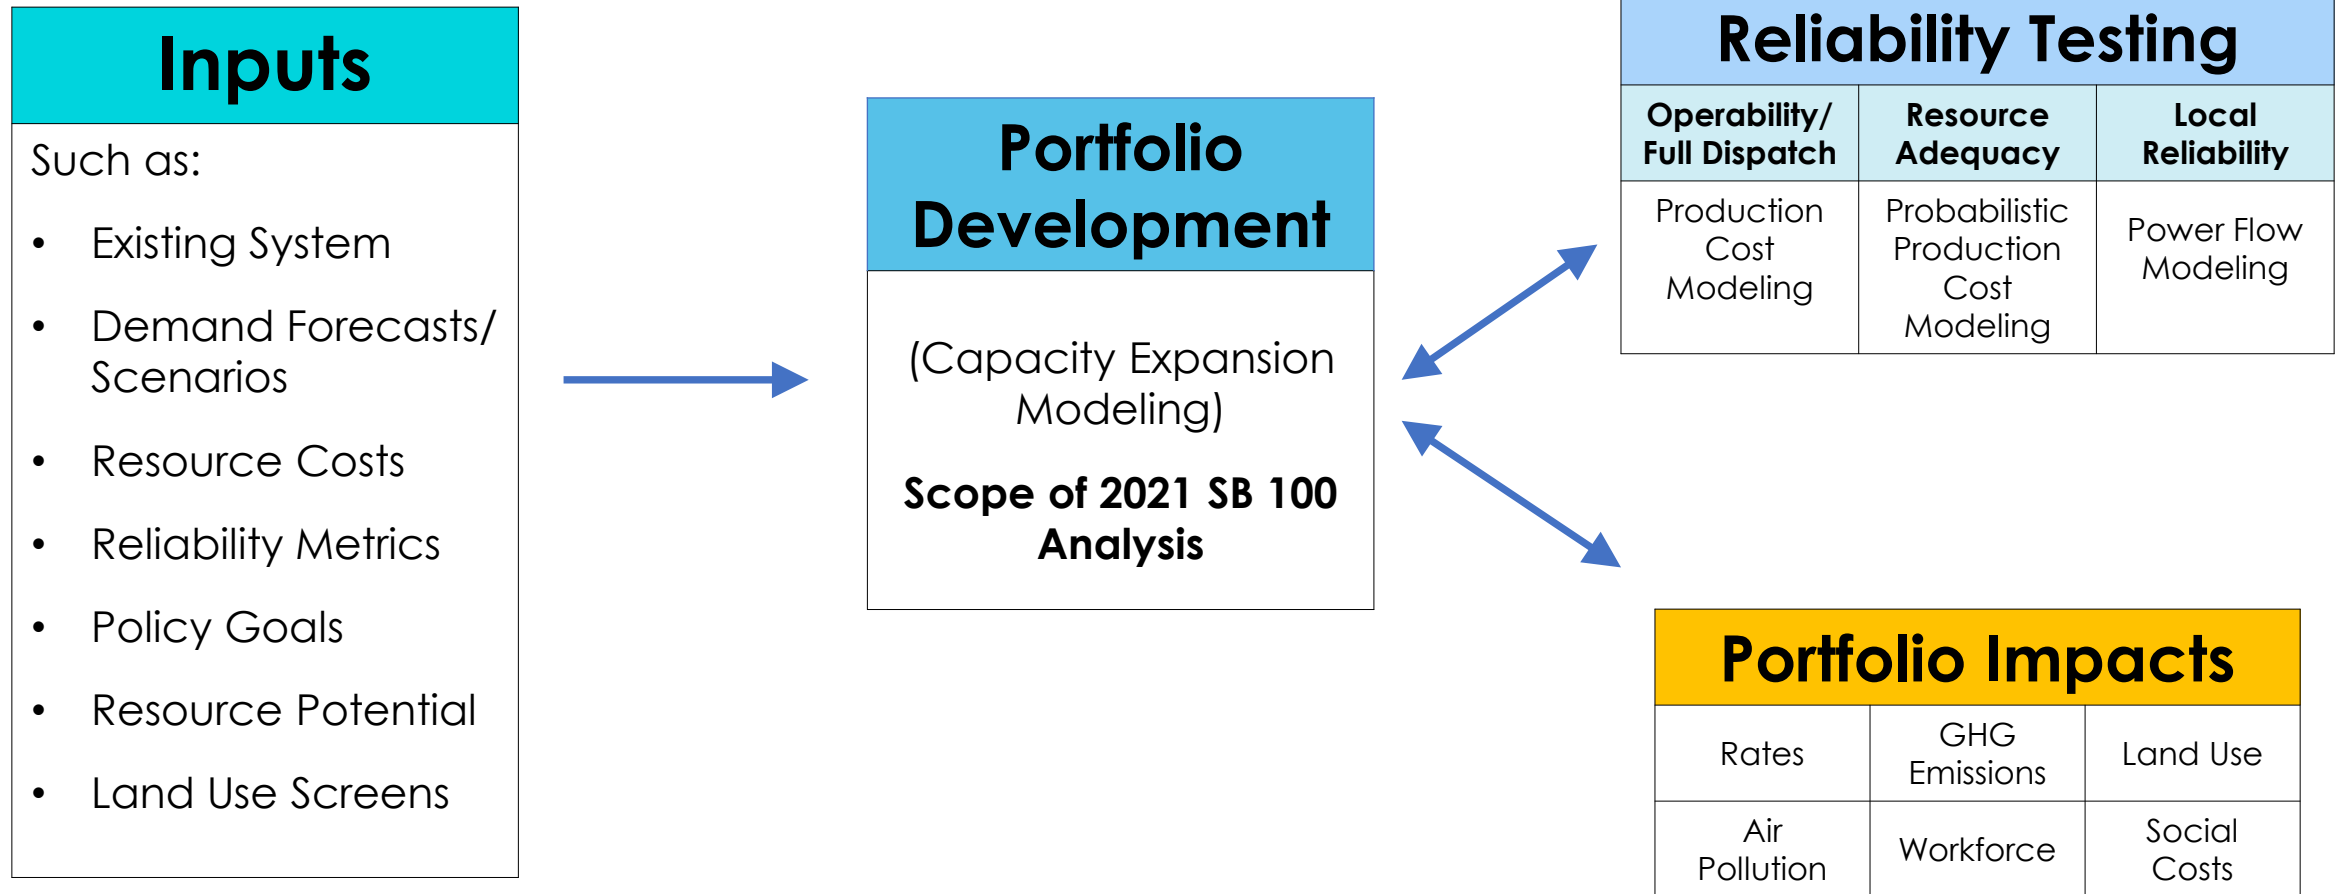 Inputs
Such as:
• Existing System
• Demand Forecasts/
Scenarios
• Resource Costs
• Reliability Metrics
• Policy Goals
• Resource Potential
• Land Use Screens
Portfolio
Development
(Capacity Expansion
Modeling)
Scope of 2021 SB 100
Analysis
Reliability Testing
Operability/
Full Dispatch
Resource
Adequacy
Local
Reliability
Production
Cost
Modeling
Probabilistic
Production
Cost
Modeling
Power Flow
Modeling
Portfolio Impacts
Rates
GHG
Emissions
Land Use
Air
Pollution
Workforce
Social
Costs